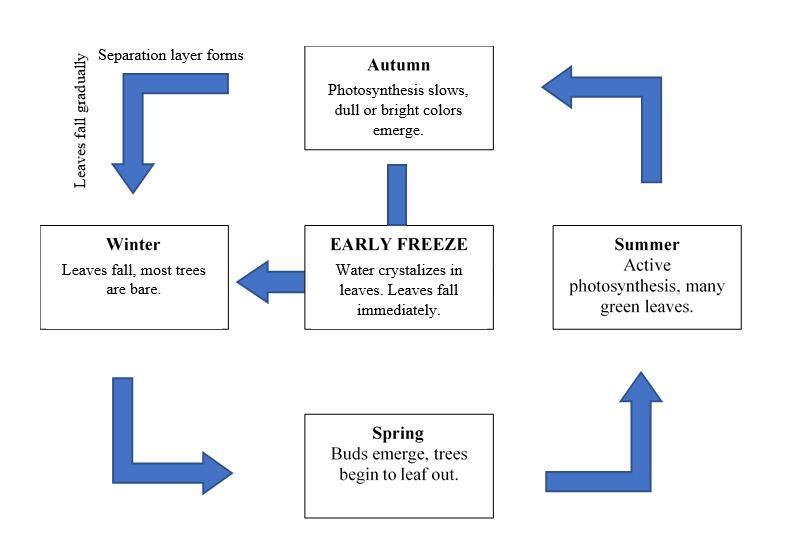 Separation layer forms
Leaves fall gradually
Autumn
Photosynthesis slows,
dull or bright colors
emerge.
Winter
Leaves fall, most trees
are bare.
EARLY FREEZE
Water crystalizes in
leaves. Leaves fall
immediately.
Summer
Active
photosynthesis, many
green leaves.
Spring
Buds emerge, trees
begin to leaf out.